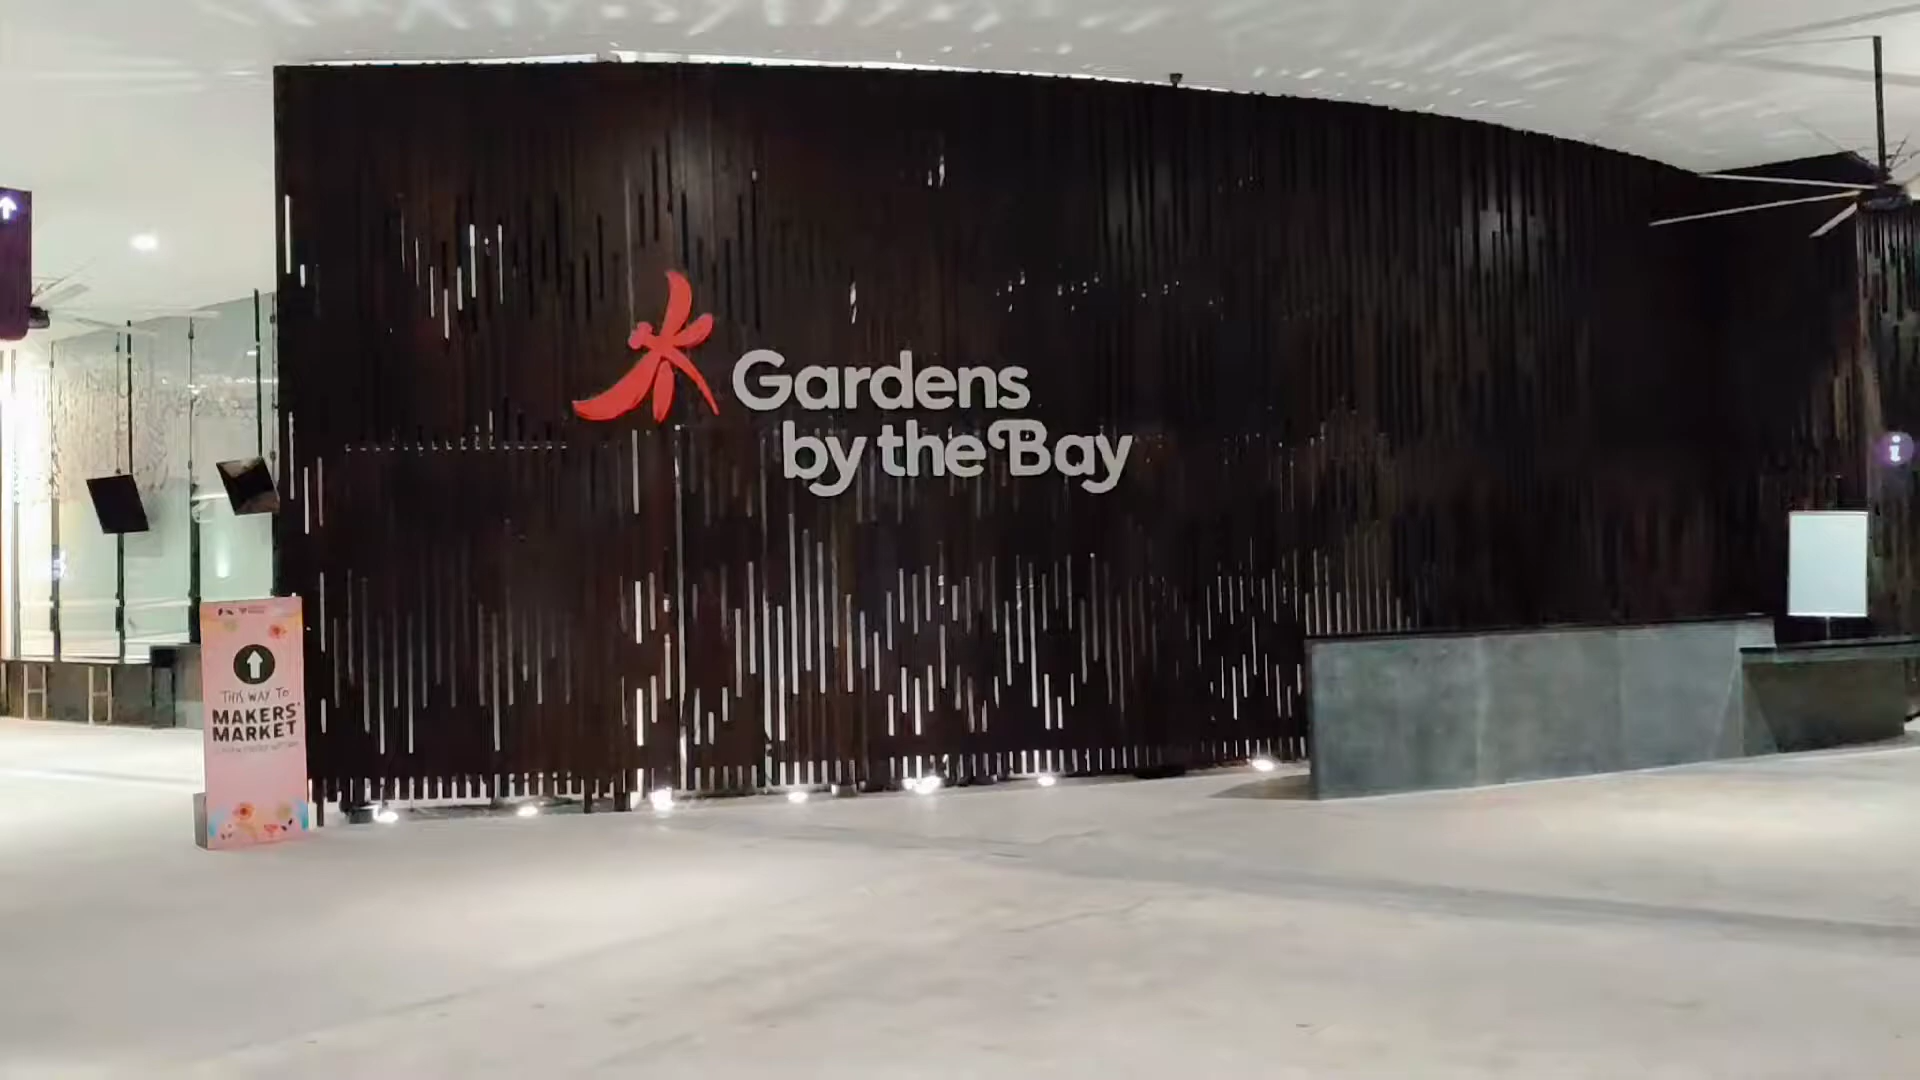 Gardens
by the Bay
THIS WAY TO
MAKERS'
MARKET
i